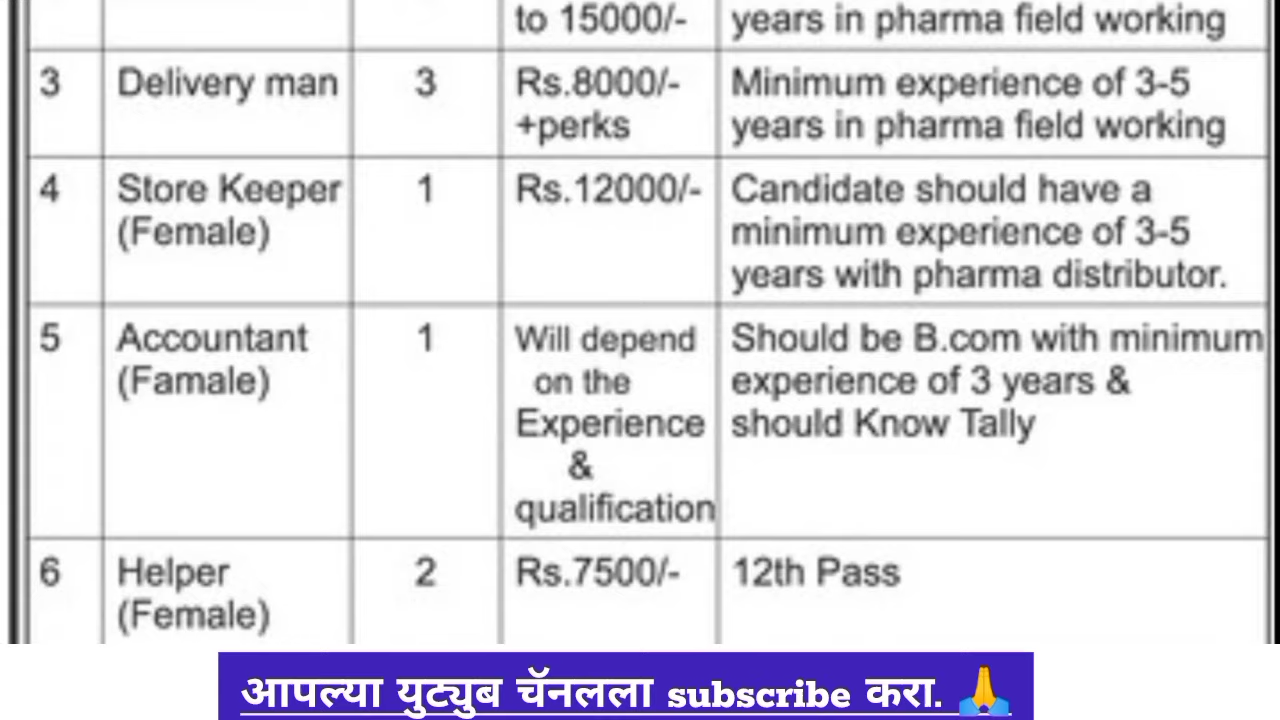 to 15000/- years in pharma field working
3 Delivery man 3 Rs.8000/- Minimum experience of 3-5
+perks years in pharma field working
4 Store Keeper 1 Rs.12000/- Candidate should have a
(Female) minimum experience of 3-5
years with pharma distributor.
5 Accountant 1 Will depend Should be B.com with minimum
(Famale) on the experience of 3 years &
Experience should Know Tally
&
qualification
6 Helper 2 Rs.7500/- 12th Pass
(Female)
आपल्या युट्युब चॅनलला subscribe करा. 🙏